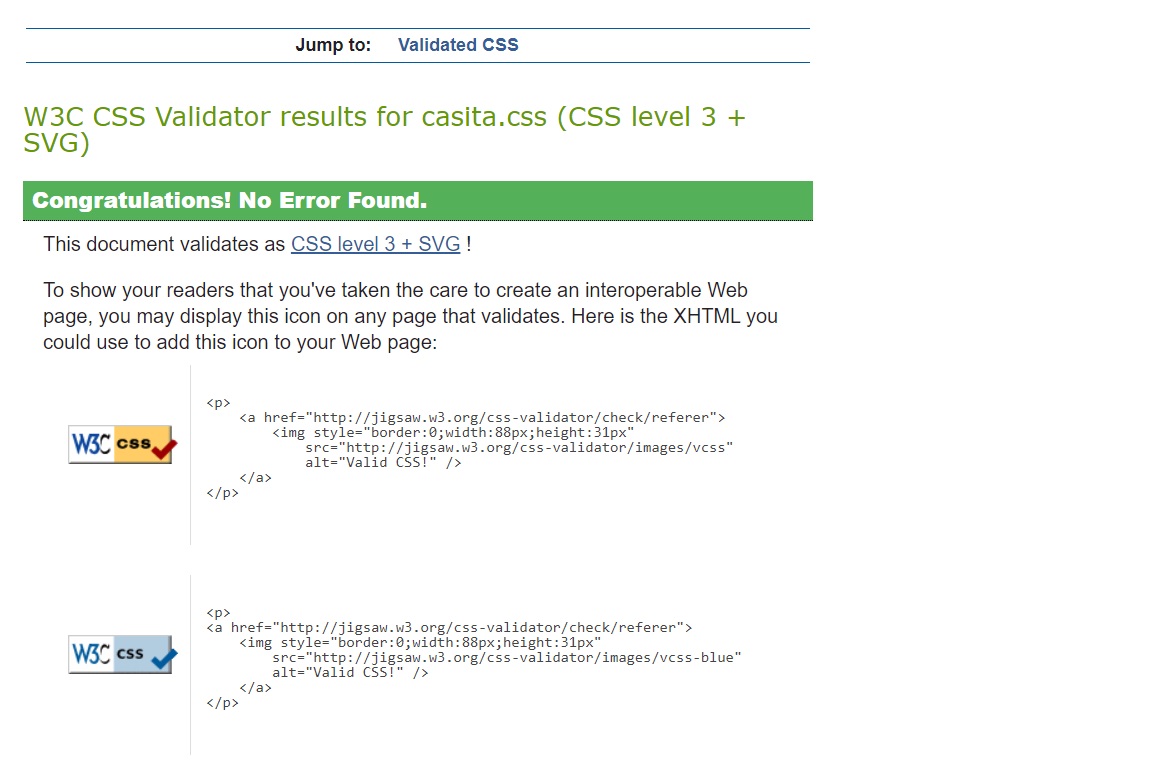 Jump to: Validated CSS
W3C CSS Validator results for casita.css (CSS level 3 +
SVG)
Congratulations! No Error Found.
This document validates as CSS level 3 + SVG !
To show your readers that you've taken the care to create an interoperable Web
page, you may display this icon on any page that validates. Here is the XHTML you
could use to add this icon to your Web page:
W3C css
<p>
    <a href="http://jigsaw.w3.org/css-validator/check/referer">
        <img style="border:0;width:88px;height:31px"
            src="http://jigsaw.w3.org/css-validator/images/vcss"
            alt="Valid CSS!" />
    </a>
</p>
W3C css
<p>
<a href="http://jigsaw.w3.org/css-validator/check/referer">
    <img style="border:0;width:88px;height:31px"
        src="http://jigsaw.w3.org/css-validator/images/vcss-blue"
        alt="Valid CSS!" />
    </a>
</p>